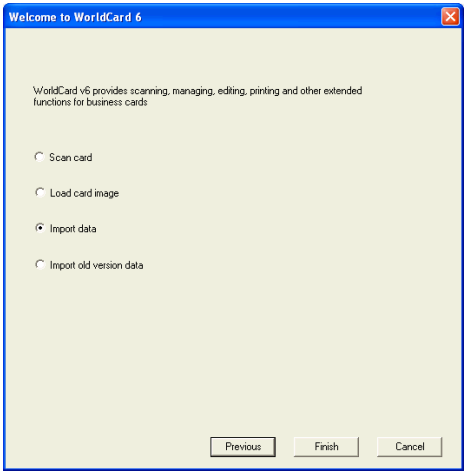 Welcome to WorldCard 6
WorldCard v6 provides scanning, managing, editing, printing and other extended
functions for business cards
Scan card
Load card image
Import data
Import old version data
Previous
Finish
Cancel